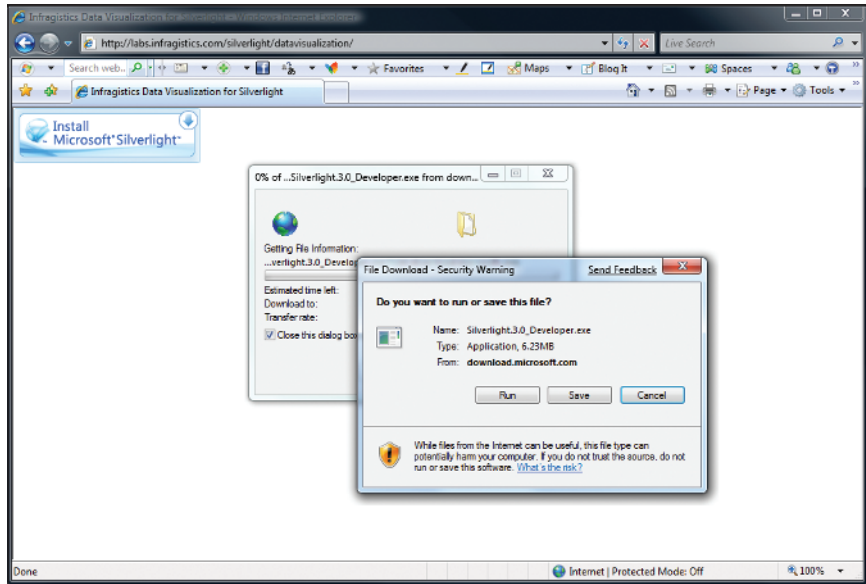 Infragistics Data Visualization for Silverlight - Windows Internet Explorer
http://labs.infragistics.com/silverlight/datavisualization/
Live Search
Search web...
Favorites
Maps
Blog It
Spaces
Infragistics Data Visualization for Silverlight
Page
Tools
Install
Microsoft® Silverlight™
0% of ...Silverlight.3.0_Developer.exe from down...
Getting File Information:
...verlight.3.0_Develop
Estimated time left:
Download to:
Transfer rate:
Close this dialog box
File Download - Security Warning
Send Feedback
Do you want to run or save this file?
Name: Silverlight.3.0_Developer.exe
Type: Application, 6.23MB
From: download.microsoft.com
Run
Save
Cancel
While files from the Internet can be useful, this file type can
potentially harm your computer. If you do not trust the source, do not
run or save this software. What's the risk?
Done
Internet | Protected Mode: Off
100%